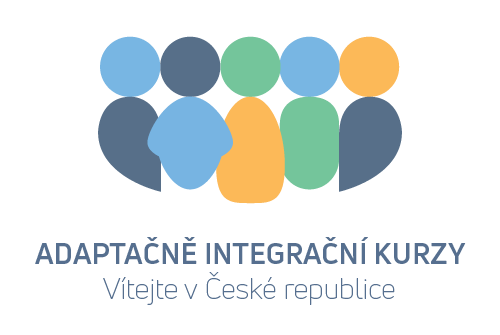 ADAPTAČNĚ INTEGRAČNÍ KURZY
Vítejte v České republice